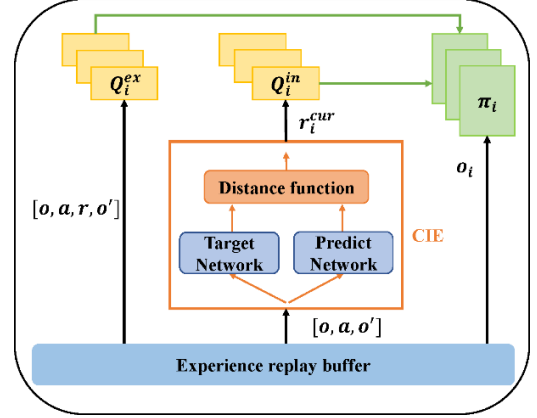 Q_i^{ex}
Q_i^{in}
π_i
r_i^{cur}
o_i
Distance function
[o, a, r, o′]
CIE
Target
Network
Predict
Network
[o, a, o′]
Experience replay buffer